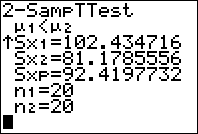 2-SampTTest
μ1<μ2
↑Sx1=102.434716
Sx2=81.1785556
Sxp=92.4197732
n1=20
n2=20